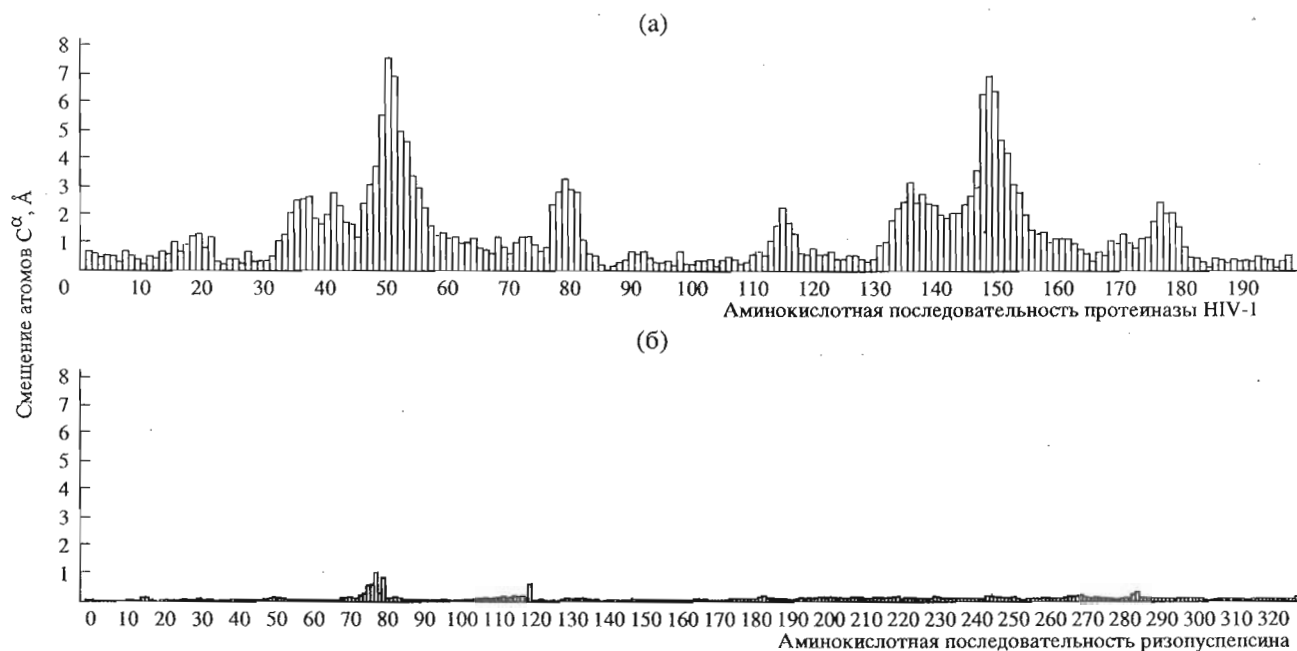 (а)
Смещение атомов Cα, Å
8
7
6
5
4
3
2
1
0 10 20 30 40 50 60 70 80 90 100 110 120 130 140 150 160 170 180 190
Аминокислотная последовательность протеиназы HIV-1
(б)
8
7
6
5
4
3
2
1
0 10 20 30 40 50 60 70 80 90 100 110 120 130 140 150 160 170 180 190 200 210 220 230 240 250 260 270 280 290 300 310 320
Аминокислотная последовательность ризопуспепсина